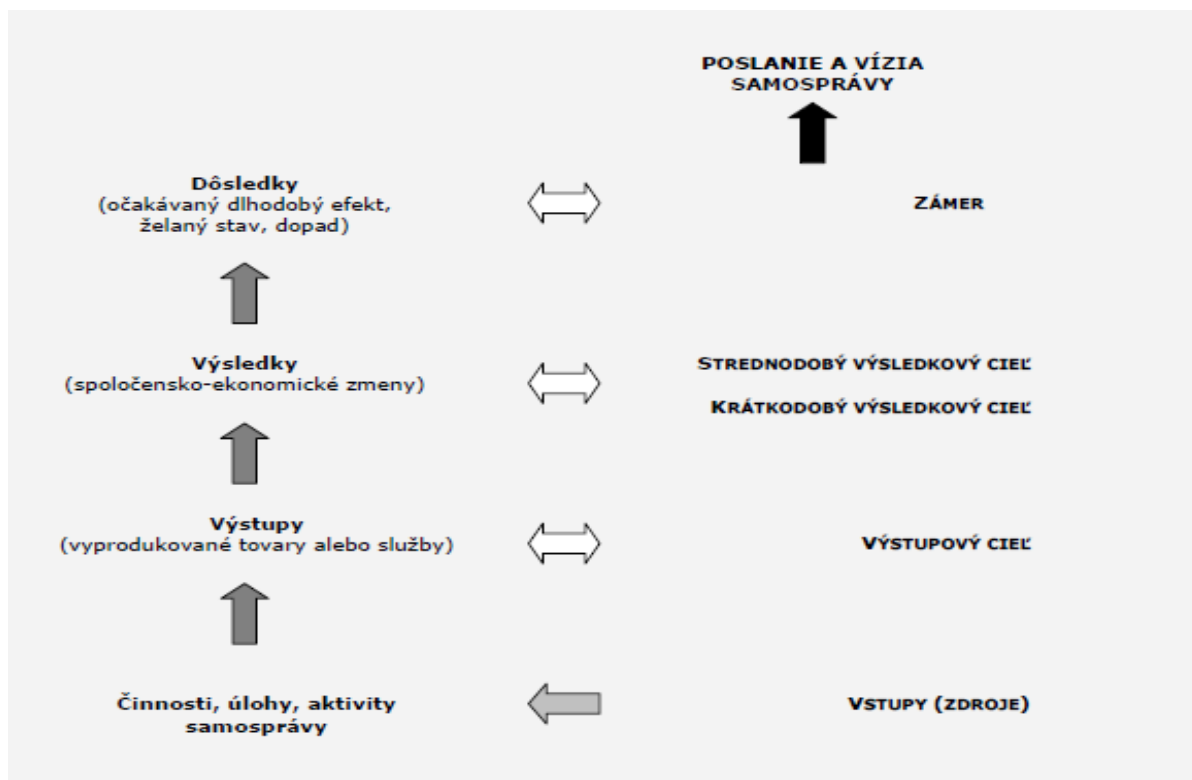 POSLANIE A VÍZIA
SAMOSPRÁVY
Dôsledky
(očakávaný dlhodobý efekt,
želaný stav, dopad)
ZÁMER
Výsledky
(spoločensko-ekonomické zmeny)
STREDNODOBÝ VÝSLEDKOVÝ CIEĽ
KRÁTKODOBÝ VÝSLEDKOVÝ CIEĽ
Výstupy
(vyprodukované tovary alebo služby)
VÝSTUPOVÝ CIEĽ
Činnosti, úlohy, aktivity
samosprávy
VSTUPY (ZDROJE)